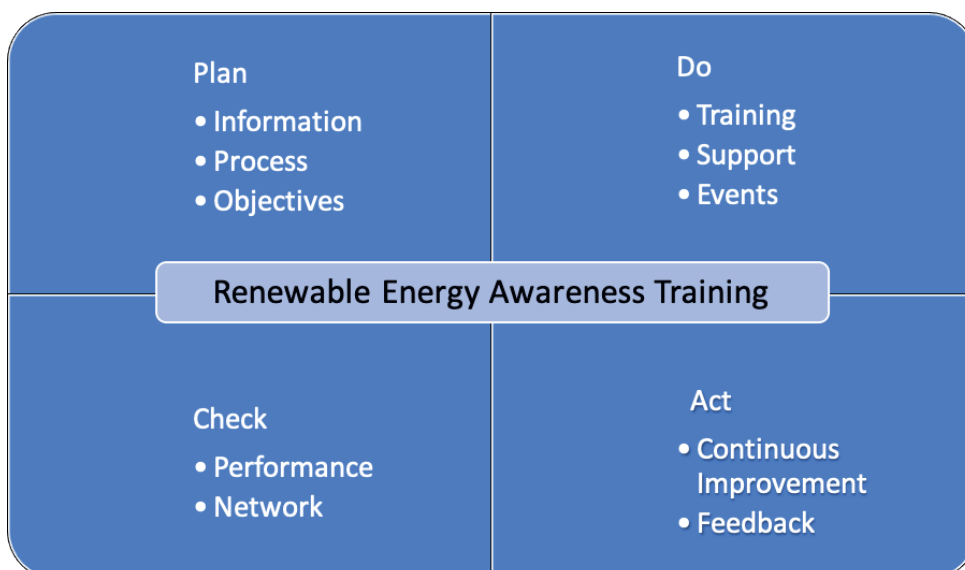 Plan
• Information
• Process
• Objectives
Do
• Training
• Support
• Events
Renewable Energy Awareness Training
Check
• Performance
• Network
Act
• Continuous
Improvement
• Feedback